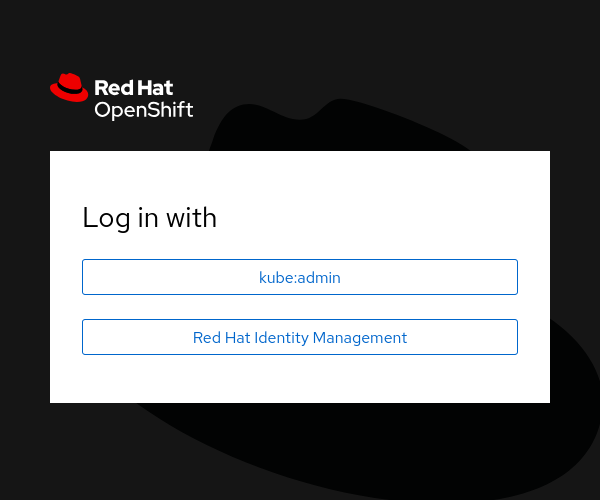 Red Hat
OpenShift
Log in with
kube:admin
Red Hat Identity Management